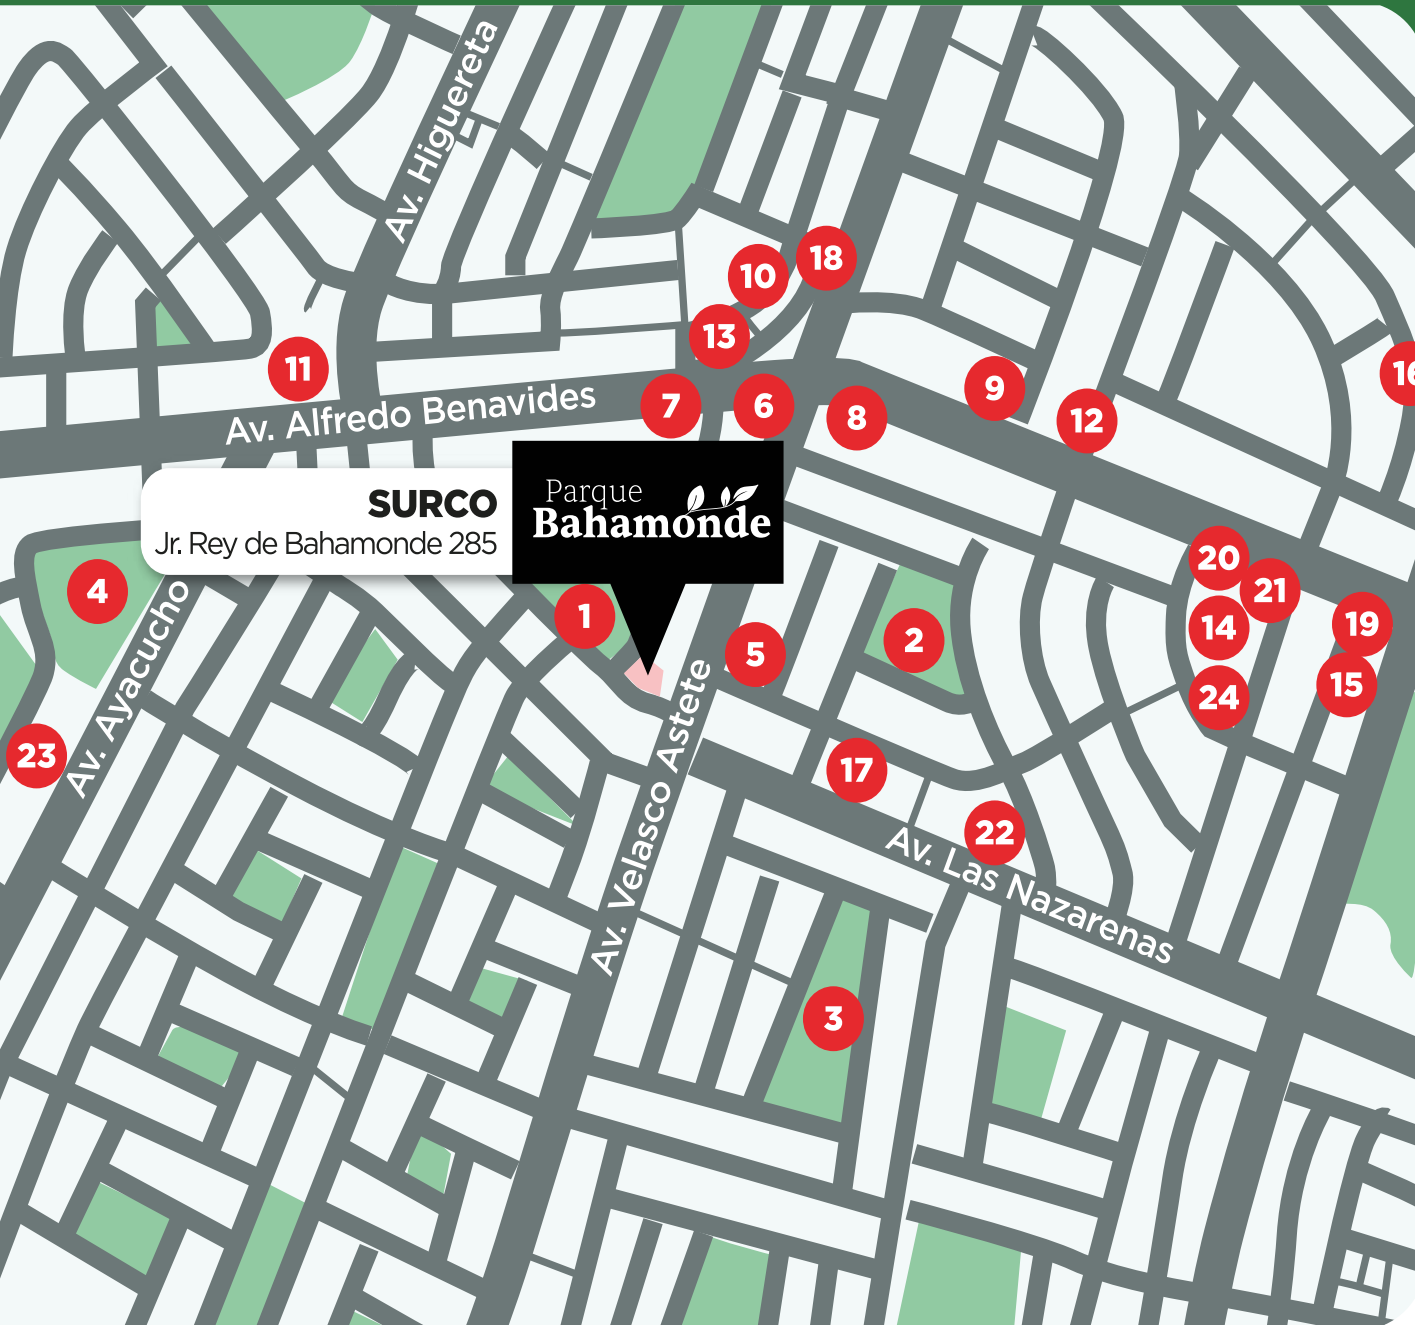 Av. Higuereta
18
10
13
11
16
9
7
6
8
12
Av. Alfredo Benavides
SURCO
Jr. Rey de Bahamonde 285
Parque
Bahamonde
20
21
4
1
14
19
2
5
15
24
Av. Ayacucho
23
17
Av. Velasco Astete
22
Av. Las Nazarenas
3